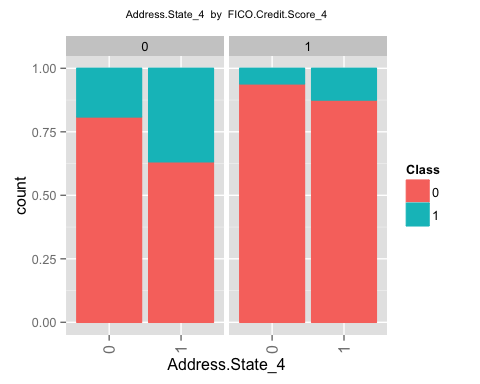 Address.State_4 by FICO.Credit.Score_4
0 1
1.00
0.75
0.50
0.25
0.00
count
0 1 0 1
Address.State_4
Class
0
1